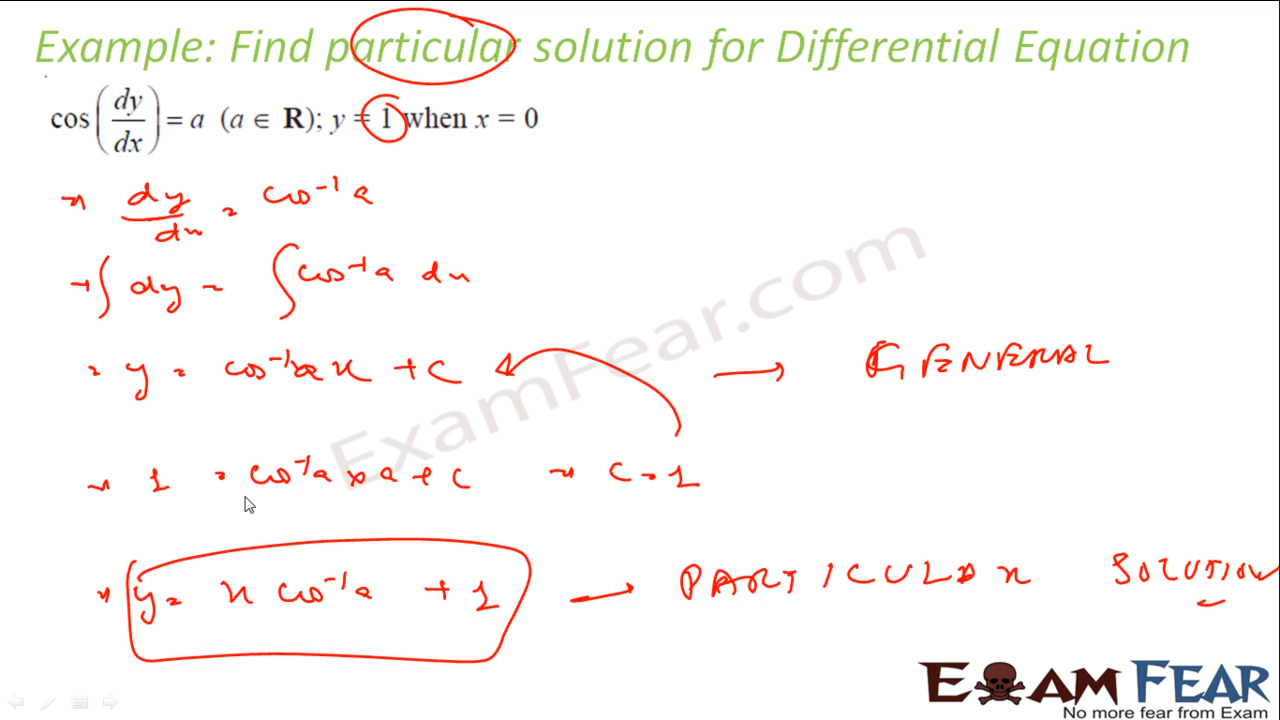 Example: Find particular solution for Differential Equation
cos(dy/dx) = a (a ∈ R); y = 1 when x = 0
→ dy/dx = cos⁻¹a
→ ∫ dy = ∫ cos⁻¹a dx
= y = cos⁻¹a x + C → GENERAL
→ 1 = cos⁻¹a × 0 + C → C = 1
→ y = x cos⁻¹a + 1 → PARTICULAR SOLUTION
ExamFear.com
EXAM FEAR
No more fear from Exam